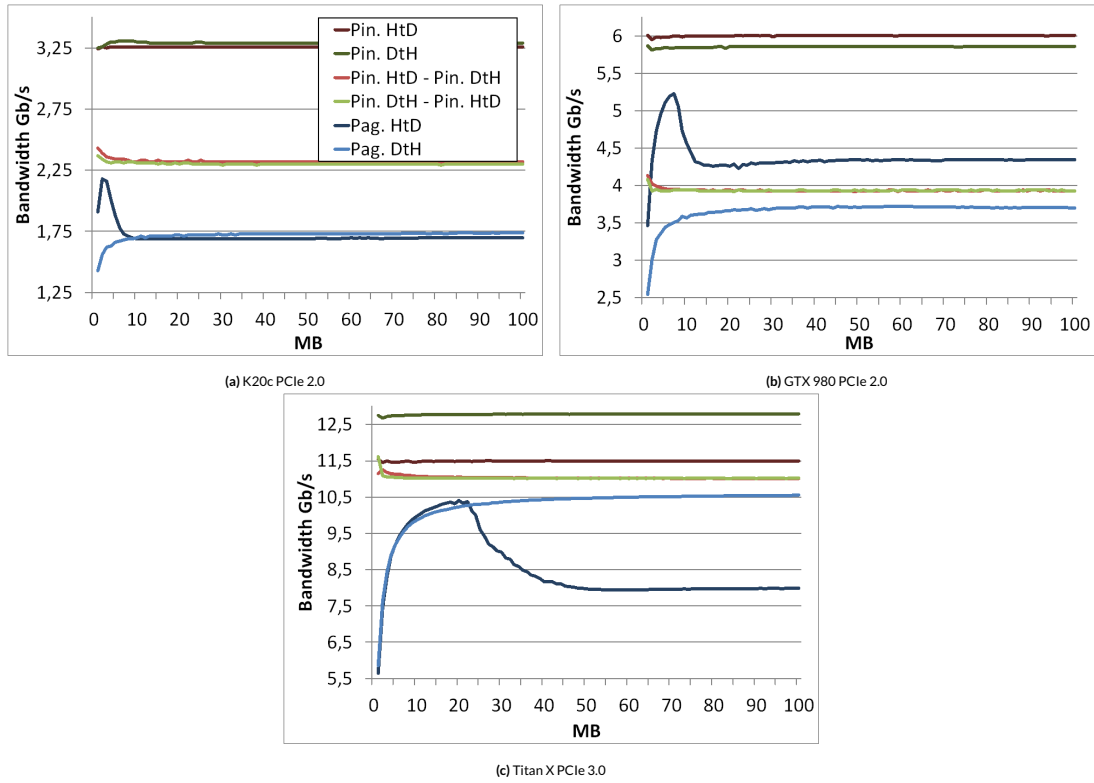 3,25
2,75
2,25
1,75
1,25
Bandwidth Gb/s
0 10 20 30 40 50 60 70 80 90 100
MB
Pin. HtD
Pin. DtH
Pin. HtD - Pin. DtH
Pin. DtH - Pin. HtD
Pag. HtD
Pag. DtH
(a) K20c PCIe 2.0
6
5,5
5
4,5
4
3,5
3
2,5
Bandwidth Gb/s
0 10 20 30 40 50 60 70 80 90 100
MB
(b) GTX 980 PCIe 2.0
12,5
11,5
10,5
9,5
8,5
7,5
6,5
5,5
Bandwidth Gb/s
0 10 20 30 40 50 60 70 80 90 100
MB
(c) Titan X PCIe 3.0